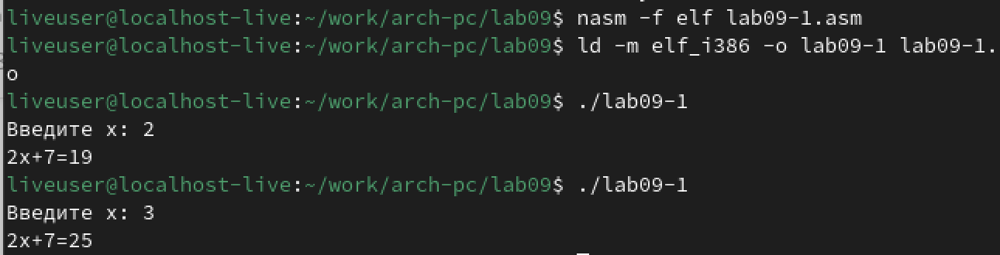 liveuser@localhost-live:~/work/arch-pc/lab09$ nasm -f elf lab09-1.asm
liveuser@localhost-live:~/work/arch-pc/lab09$ ld -m elf_i386 -o lab09-1 lab09-1.
o
liveuser@localhost-live:~/work/arch-pc/lab09$ ./lab09-1
Введите x: 2
2x+7=19
liveuser@localhost-live:~/work/arch-pc/lab09$ ./lab09-1
Введите x: 3
2x+7=25